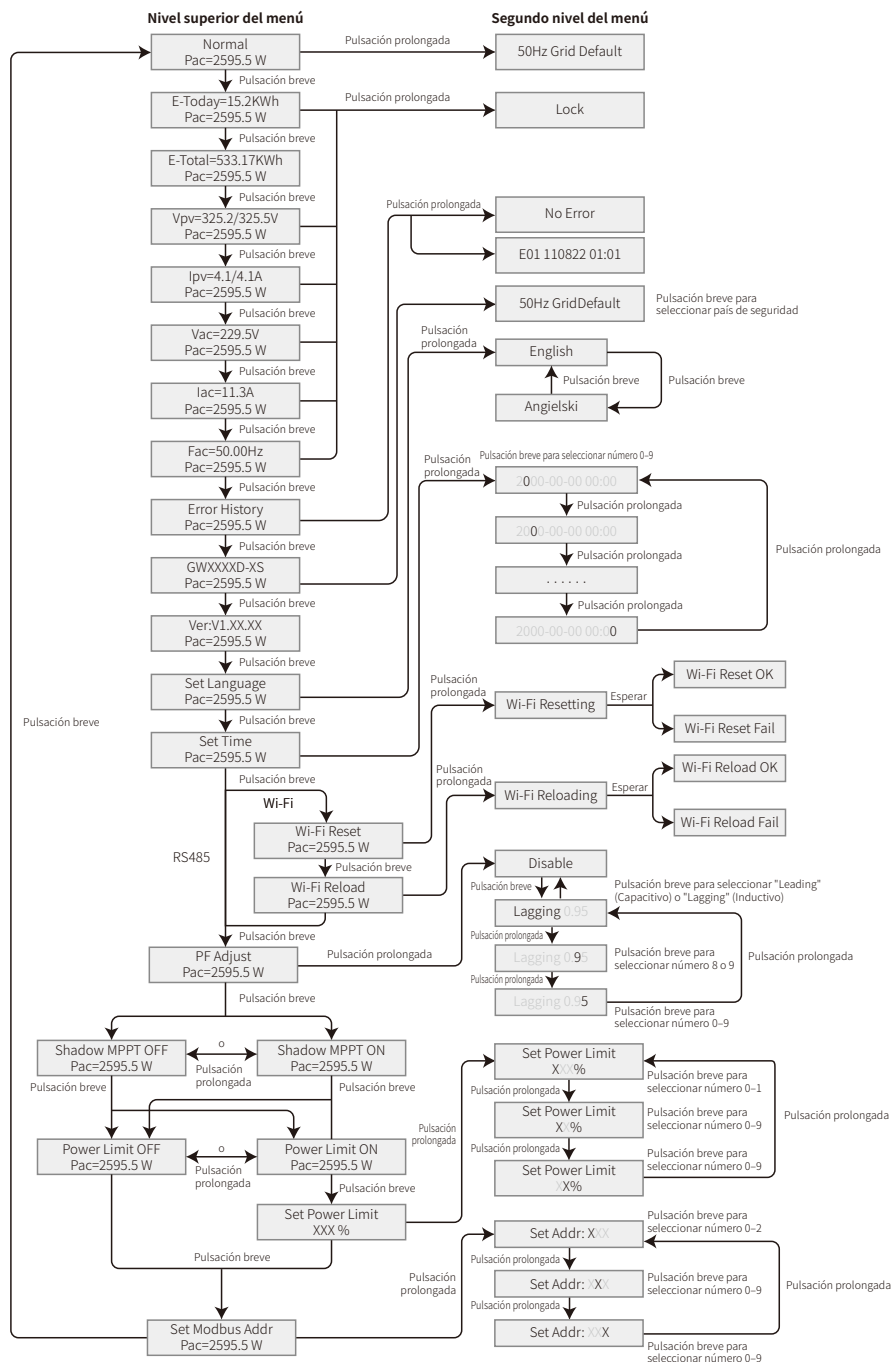 Nivel superior del menú
Segundo nivel del menú
Normal
Pac=2595.5 W
Pulsación prolongada
50Hz Grid Default
Pulsación breve
E-Today=15.2KWh
Pac=2595.5 W
Pulsación prolongada
Lock
Pulsación breve
E-Total=533.17KWh
Pac=2595.5 W
Pulsación breve
Vpv=325.2/325.5V
Pac=2595.5 W
Pulsación prolongada
No Error
E01 110822 01:01
Pulsación breve
Ipv=4.1/4.1A
Pac=2595.5 W
50Hz GridDefault
Pulsación breve para
seleccionar país de seguridad
Pulsación breve
Vac=229.5V
Pac=2595.5 W
Pulsación
prolongada
English
Pulsación breve
Pulsación breve
Angielski
Pulsación breve
Iac=11.3A
Pac=2595.5 W
Pulsación breve
Fac=50.00Hz
Pac=2595.5 W
Pulsación
prolongada
Pulsación breve para seleccionar número 0–9
2000-00-00 00:00
Pulsación prolongada
2000-00-00 00:00
Pulsación prolongada
. . . . . .
Pulsación prolongada
2000-00-00 00:00
Pulsación prolongada
Pulsación breve
Error History
Pac=2595.5 W
Pulsación breve
GWXXXXD-XS
Pac=2595.5 W
Pulsación breve
Ver:V1.XX.XX
Pac=2595.5 W
Pulsación breve
Set Language
Pac=2595.5 W
Pulsación
prolongada
Wi-Fi Resetting
Esperar
Wi-Fi Reset OK
Wi-Fi Reset Fail
Pulsación breve
Pulsación breve
Set Time
Pac=2595.5 W
Pulsación
prolongada
Wi-Fi Reloading
Esperar
Wi-Fi Reload OK
Wi-Fi Reload Fail
Pulsación breve
Wi-Fi
RS485
Wi-Fi Reset
Pac=2595.5 W
Pulsación breve
Wi-Fi Reload
Pac=2595.5 W
Pulsación breve
PF Adjust
Pac=2595.5 W
Pulsación prolongada
Disable
Pulsación breve
Pulsación breve para seleccionar "Leading"
(Capacitivo) o "Lagging" (Inductivo)
Lagging 0.95
Pulsación prolongada
Lagging 0.95
Pulsación breve para
seleccionar número 8 o 9
Pulsación prolongada
Pulsación prolongada
Lagging 0.95
Pulsación breve para
seleccionar número 0–9
Pulsación breve
Shadow MPPT OFF
Pac=2595.5 W
o
Pulsación
prolongada
Shadow MPPT ON
Pac=2595.5 W
Pulsación breve
Pulsación breve
Power Limit OFF
Pac=2595.5 W
o
Pulsación
prolongada
Power Limit ON
Pac=2595.5 W
Pulsación breve
Set Power Limit
XXX %
Pulsación
prolongada
Set Power Limit
XXX%
Pulsación breve para
seleccionar número 0–1
Pulsación prolongada
Set Power Limit
XX%
Pulsación breve para
seleccionar número 0–9
Pulsación prolongada
Pulsación prolongada
Set Power Limit
XX%
Pulsación breve para
seleccionar número 0–9
Pulsación breve
Set Modbus Addr
Pac=2595.5 W
Pulsación
prolongada
Set Addr: XXX
Pulsación breve para
seleccionar número 0–2
Pulsación prolongada
Set Addr: XXX
Pulsación breve para
seleccionar número 0–9
Pulsación prolongada
Pulsación prolongada
Set Addr: XXX
Pulsación breve para
seleccionar número 0–9